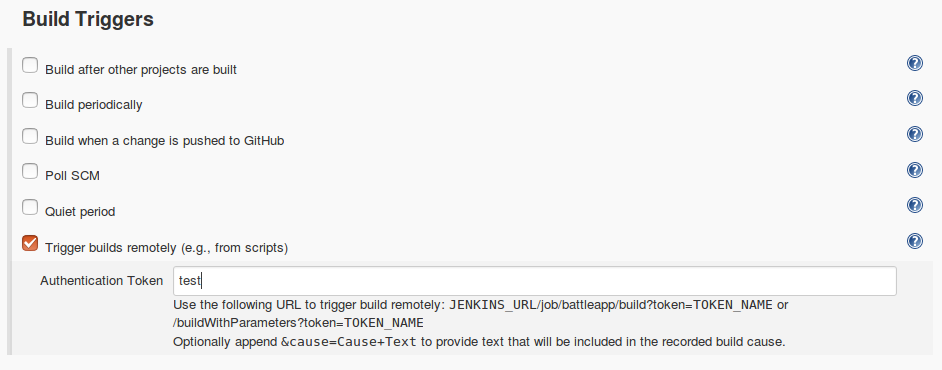 Build Triggers
Build after other projects are built
Build periodically
Build when a change is pushed to GitHub
Poll SCM
Quiet period
Trigger builds remotely (e.g., from scripts)
Authentication Token test
Use the following URL to trigger build remotely: JENKINS_URL/job/battleapp/build?token=TOKEN_NAME or
/buildWithParameters?token=TOKEN_NAME
Optionally append &cause=Cause+Text to provide text that will be included in the recorded build cause.